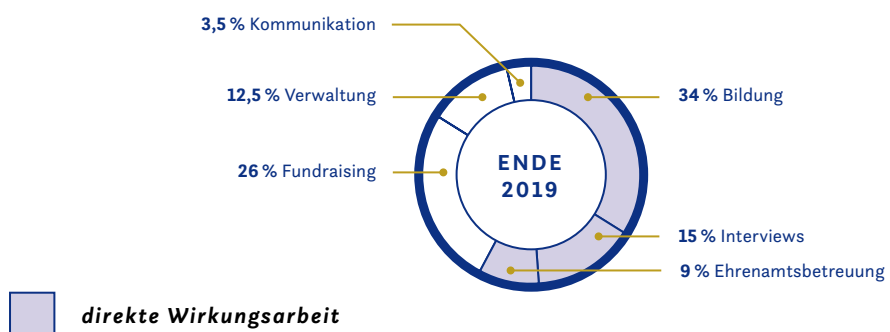 3,5 % Kommunikation
12,5 % Verwaltung
34 % Bildung
ENDE
2019
26 % Fundraising
15 % Interviews
9 % Ehrenamtsbetreuung
direkte Wirkungsarbeit